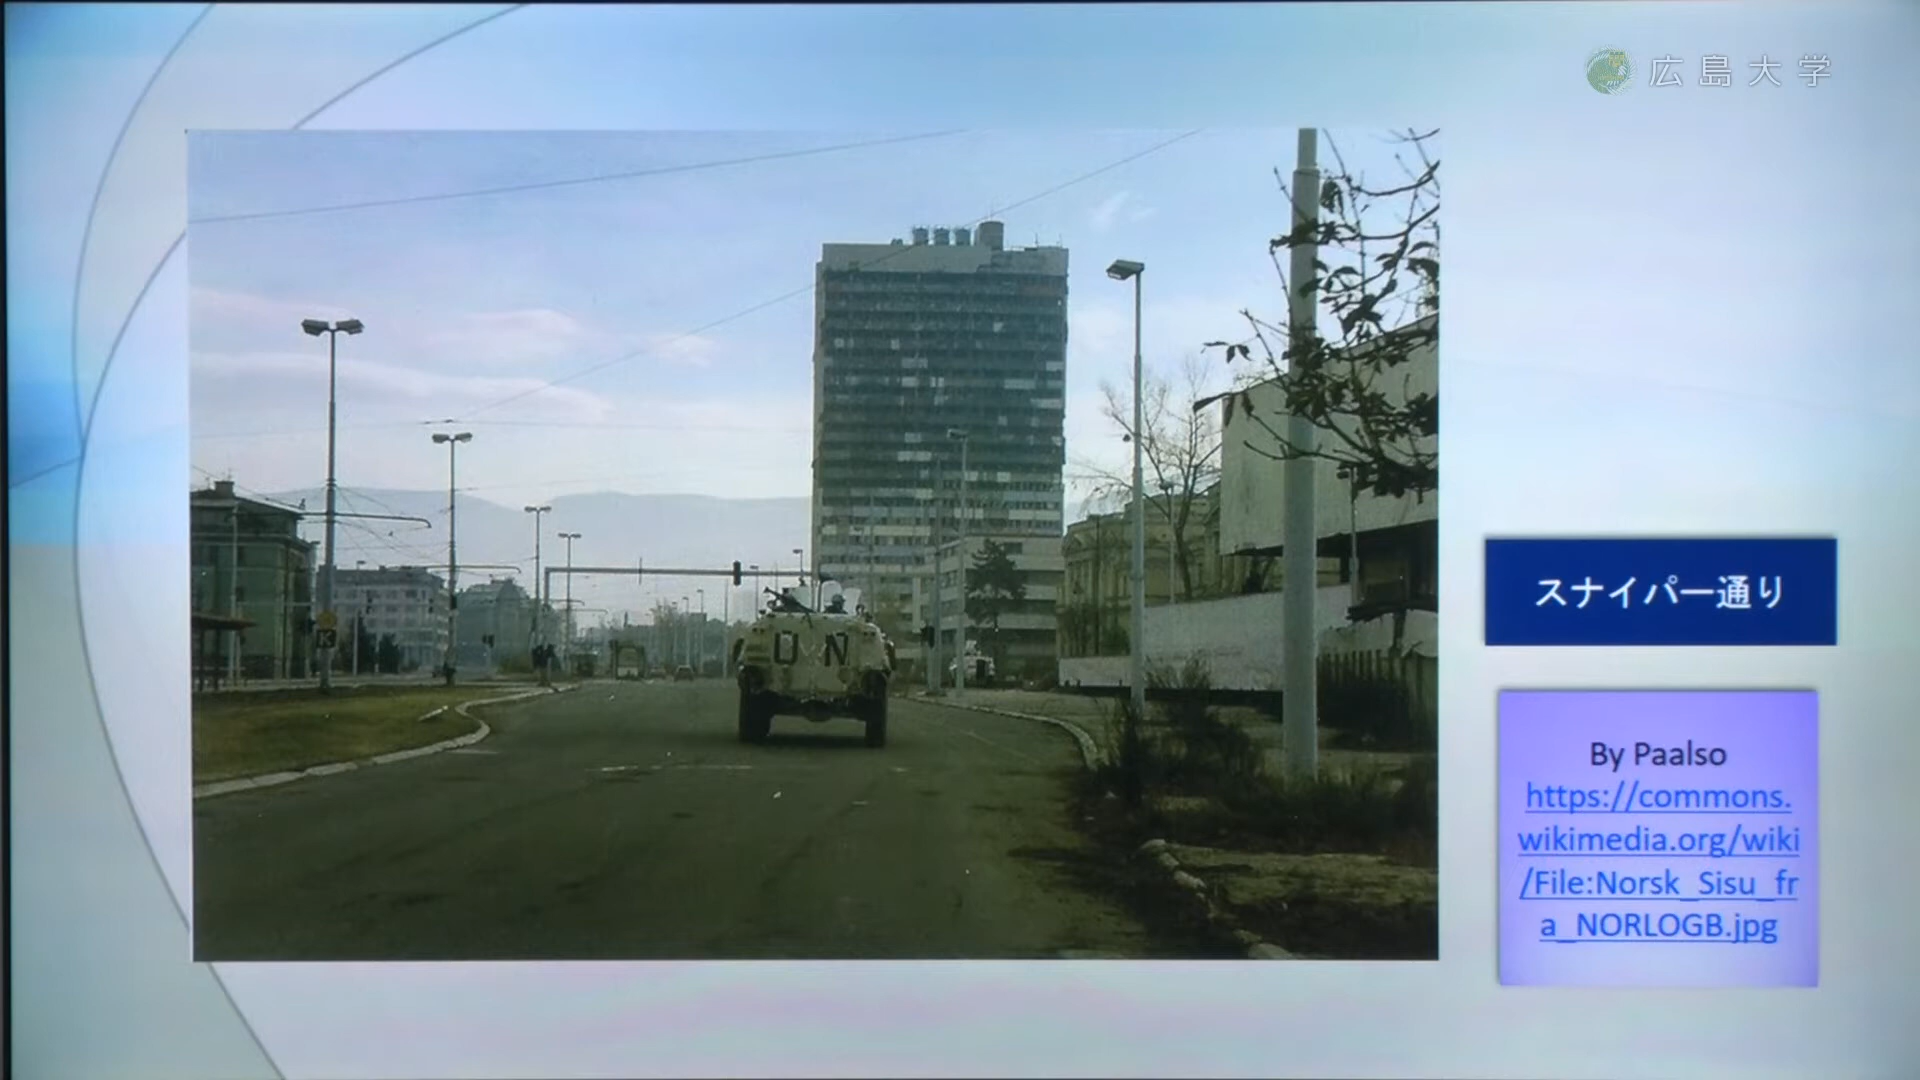 広島大学
UN
スナイパー通り
By Paalso
https://commons.
wikimedia.org/wiki
/File:Norsk_Sisu_fr
a_NORLOGB.jpg